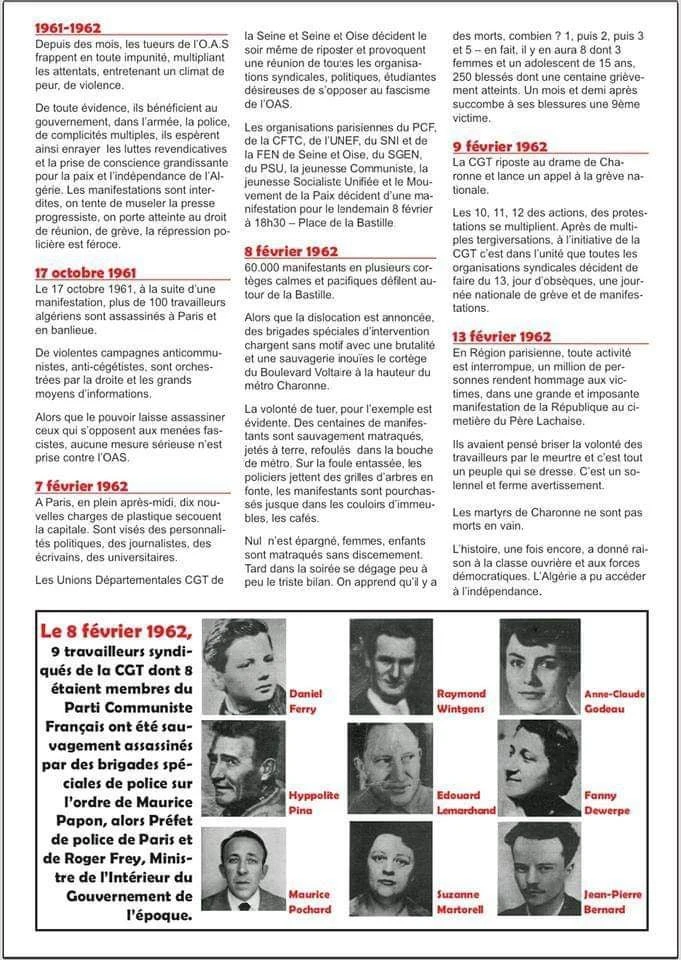 1961-1962
Depuis des mois, les tueurs de l'O.A.S
frappent en toute impunité, multipliant
les attentats, entretenant un climat de
peur, de violence.
De toute évidence, ils bénéficient au
gouvernement, dans l'armée, la police,
de complicités multiples, ils espèrent
ainsi enrayer les luttes revendicatives
et la prise de conscience grandissante
pour la paix et l'indépendance de l'Al-
gérie. Les manifestations sont inter-
dites, on tente de museler la presse
progressiste, on porte atteinte au droit
de réunion, de grève, la répression po-
licière est féroce.
17 octobre 1961
Le 17 octobre 1961, à la suite d'une
manifestation, plus de 100 travailleurs
algériens sont assassinés à Paris et
en banlieue.
De violentes campagnes anticommu-
nistes, anti-cégétistes, sont orches-
trées par la droite et les grands
moyens d'informations.
Alors que le pouvoir laisse assassiner
ceux qui s'opposent aux menées fas-
cistes, aucune mesure sérieuse n'est
prise contre l'OAS.
7 février 1962
A Paris, en plein après-midi, dix nou-
velles charges de plastique secouent
la capitale. Sont visés des personnali-
tés politiques, des journalistes, des
écrivains, des universitaires.
Les Unions Départementales CGT de
la Seine et Seine et Oise décident le
soir même de riposter et provoquent
une réunion de toutes les organisa-
tions syndicales, politiques, étudiantes
désireuses de s'opposer au fascisme
de l'OAS.
Les organisations parisiennes du PCF,
de la CFTC, de l'UNEF, du SNI et de
la FEN de Seine et Oise, du SGEN,
du PSU, la jeunesse Communiste, la
jeunesse Socialiste Unifiée et le Mou-
vement de la Paix décident d'une ma-
nifestation pour le lendemain 8 février
à 18h30 – Place de la Bastille
8 février 1962
60.000 manifestants en plusieurs cor-
tèges calmes et pacifiques défilent au-
tour de la Bastille.
Alors que la dislocation est annoncée,
des brigades spéciales d'intervention
chargent sans motif avec une brutalité
et une sauvagerie inouïes le cortège
du Boulevard Voltaire à la hauteur du
métro Charonne.
La volonté de tuer, pour l'exemple est
évidente. Des centaines de manifes-
tants sont sauvagement matraqués,
jetés à terre, refoulés dans la bouche
de métro. Sur la foule entassée, les
policiers jettent des grilles d'arbres en
fonte, les manifestants sont pourchas-
sés jusque dans les couloirs d'immeu-
bles, les cafés.
Nul n'est épargné, femmes, enfants
sont matraqués sans discernement.
Tard dans la soirée se dégage peu à
peu le triste bilan. On apprend qu'il y a
des morts, combien ? 1, puis 2, puis 3
et 5 – en fait, il y en aura 8 dont 3
femmes et un adolescent de 15 ans,
250 blessés dont une centaine griève-
ment atteints. Un mois et demi après
succombe à ses blessures une 9ème
victime.
9 février 1962
La CGT riposte au drame de Cha-
ronne et lance un appel à la grève na-
tionale.
Les 10, 11, 12 des actions, des protes-
tations se multiplient. Après de multi-
ples tergiversations, à l'initiative de la
CGT c'est dans l'unité que toutes les
organisations syndicales décident de
faire du 13, jour d'obsèques, une jour-
née nationale de grève et de manifes-
tations.
13 février 1962
En Région parisienne, toute activité
est interrompue, un million de per-
sonnes rendent hommage aux vic-
times, dans une grande et imposante
manifestation de la République au ci-
metière du Père Lachaise.
Ils avaient pensé briser la volonté des
travailleurs par le meurtre et c'est tout
un peuple qui se dresse. C'est un so-
lennel et ferme avertissement.
Les martyrs de Charonne ne sont pas
morts en vain.
L'histoire, une fois encore, a donné rai-
son à la classe ouvrière et aux forces
démocratiques. L'Algérie a pu accéder
à l'indépendance.
Le 8 février 1962,
9 travailleurs syndi-
qués de la CGT dont 8
étaient membres du
Parti Communiste
Français ont été sau-
vagement assassinés
par des brigades spé-
ciales de police sur
l'ordre de Maurice
Papon, alors Préfet
de police de Paris et
de Roger Frey, Minis-
tre de l'Intérieur du
Gouvernement de
l'époque.
Daniel
Ferry
Raymond
Wintgens
Anne-Claude
Godeau
Hyppolite
Pina
Edouard
Lemarchand
Fanny
Dewerpe
Maurice
Pochard
Suzanne
Martorell
Jean-Pierre
Bernard